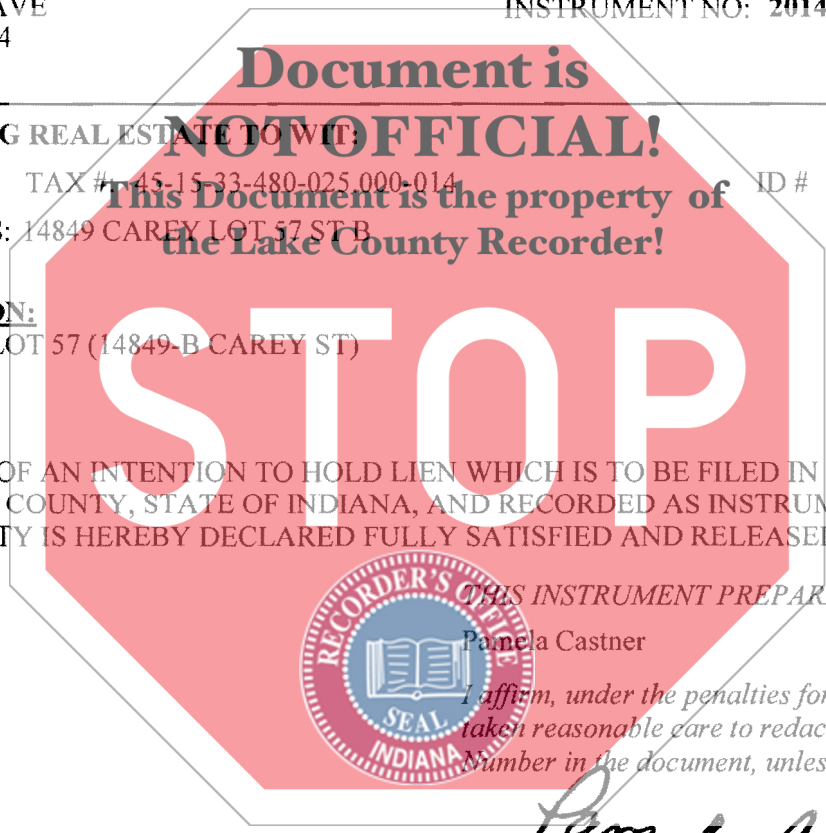 AVE INSTRUMENT NO: 2014
4
Document is
G REAL ESTATE TO WIT:
NOT OFFICIAL!
TAX #: 45-15-33-480-025.000-014 ID #
This Document is the property of
S: 14849 CAREY LOT 57 ST B
the Lake County Recorder!
ON:
LOT 57 (14849-B CAREY ST)
STOP
OF AN INTENTION TO HOLD LIEN WHICH IS TO BE FILED IN
COUNTY, STATE OF INDIANA, AND RECORDED AS INSTRUM
TY IS HEREBY DECLARED FULLY SATISFIED AND RELEASED
RECORDER'S OFFICE
THIS INSTRUMENT PREPAR
Pamela Castner
I affirm, under the penalties for
SEAL
taken reasonable care to redac
INDIANA
Number in the document, unles